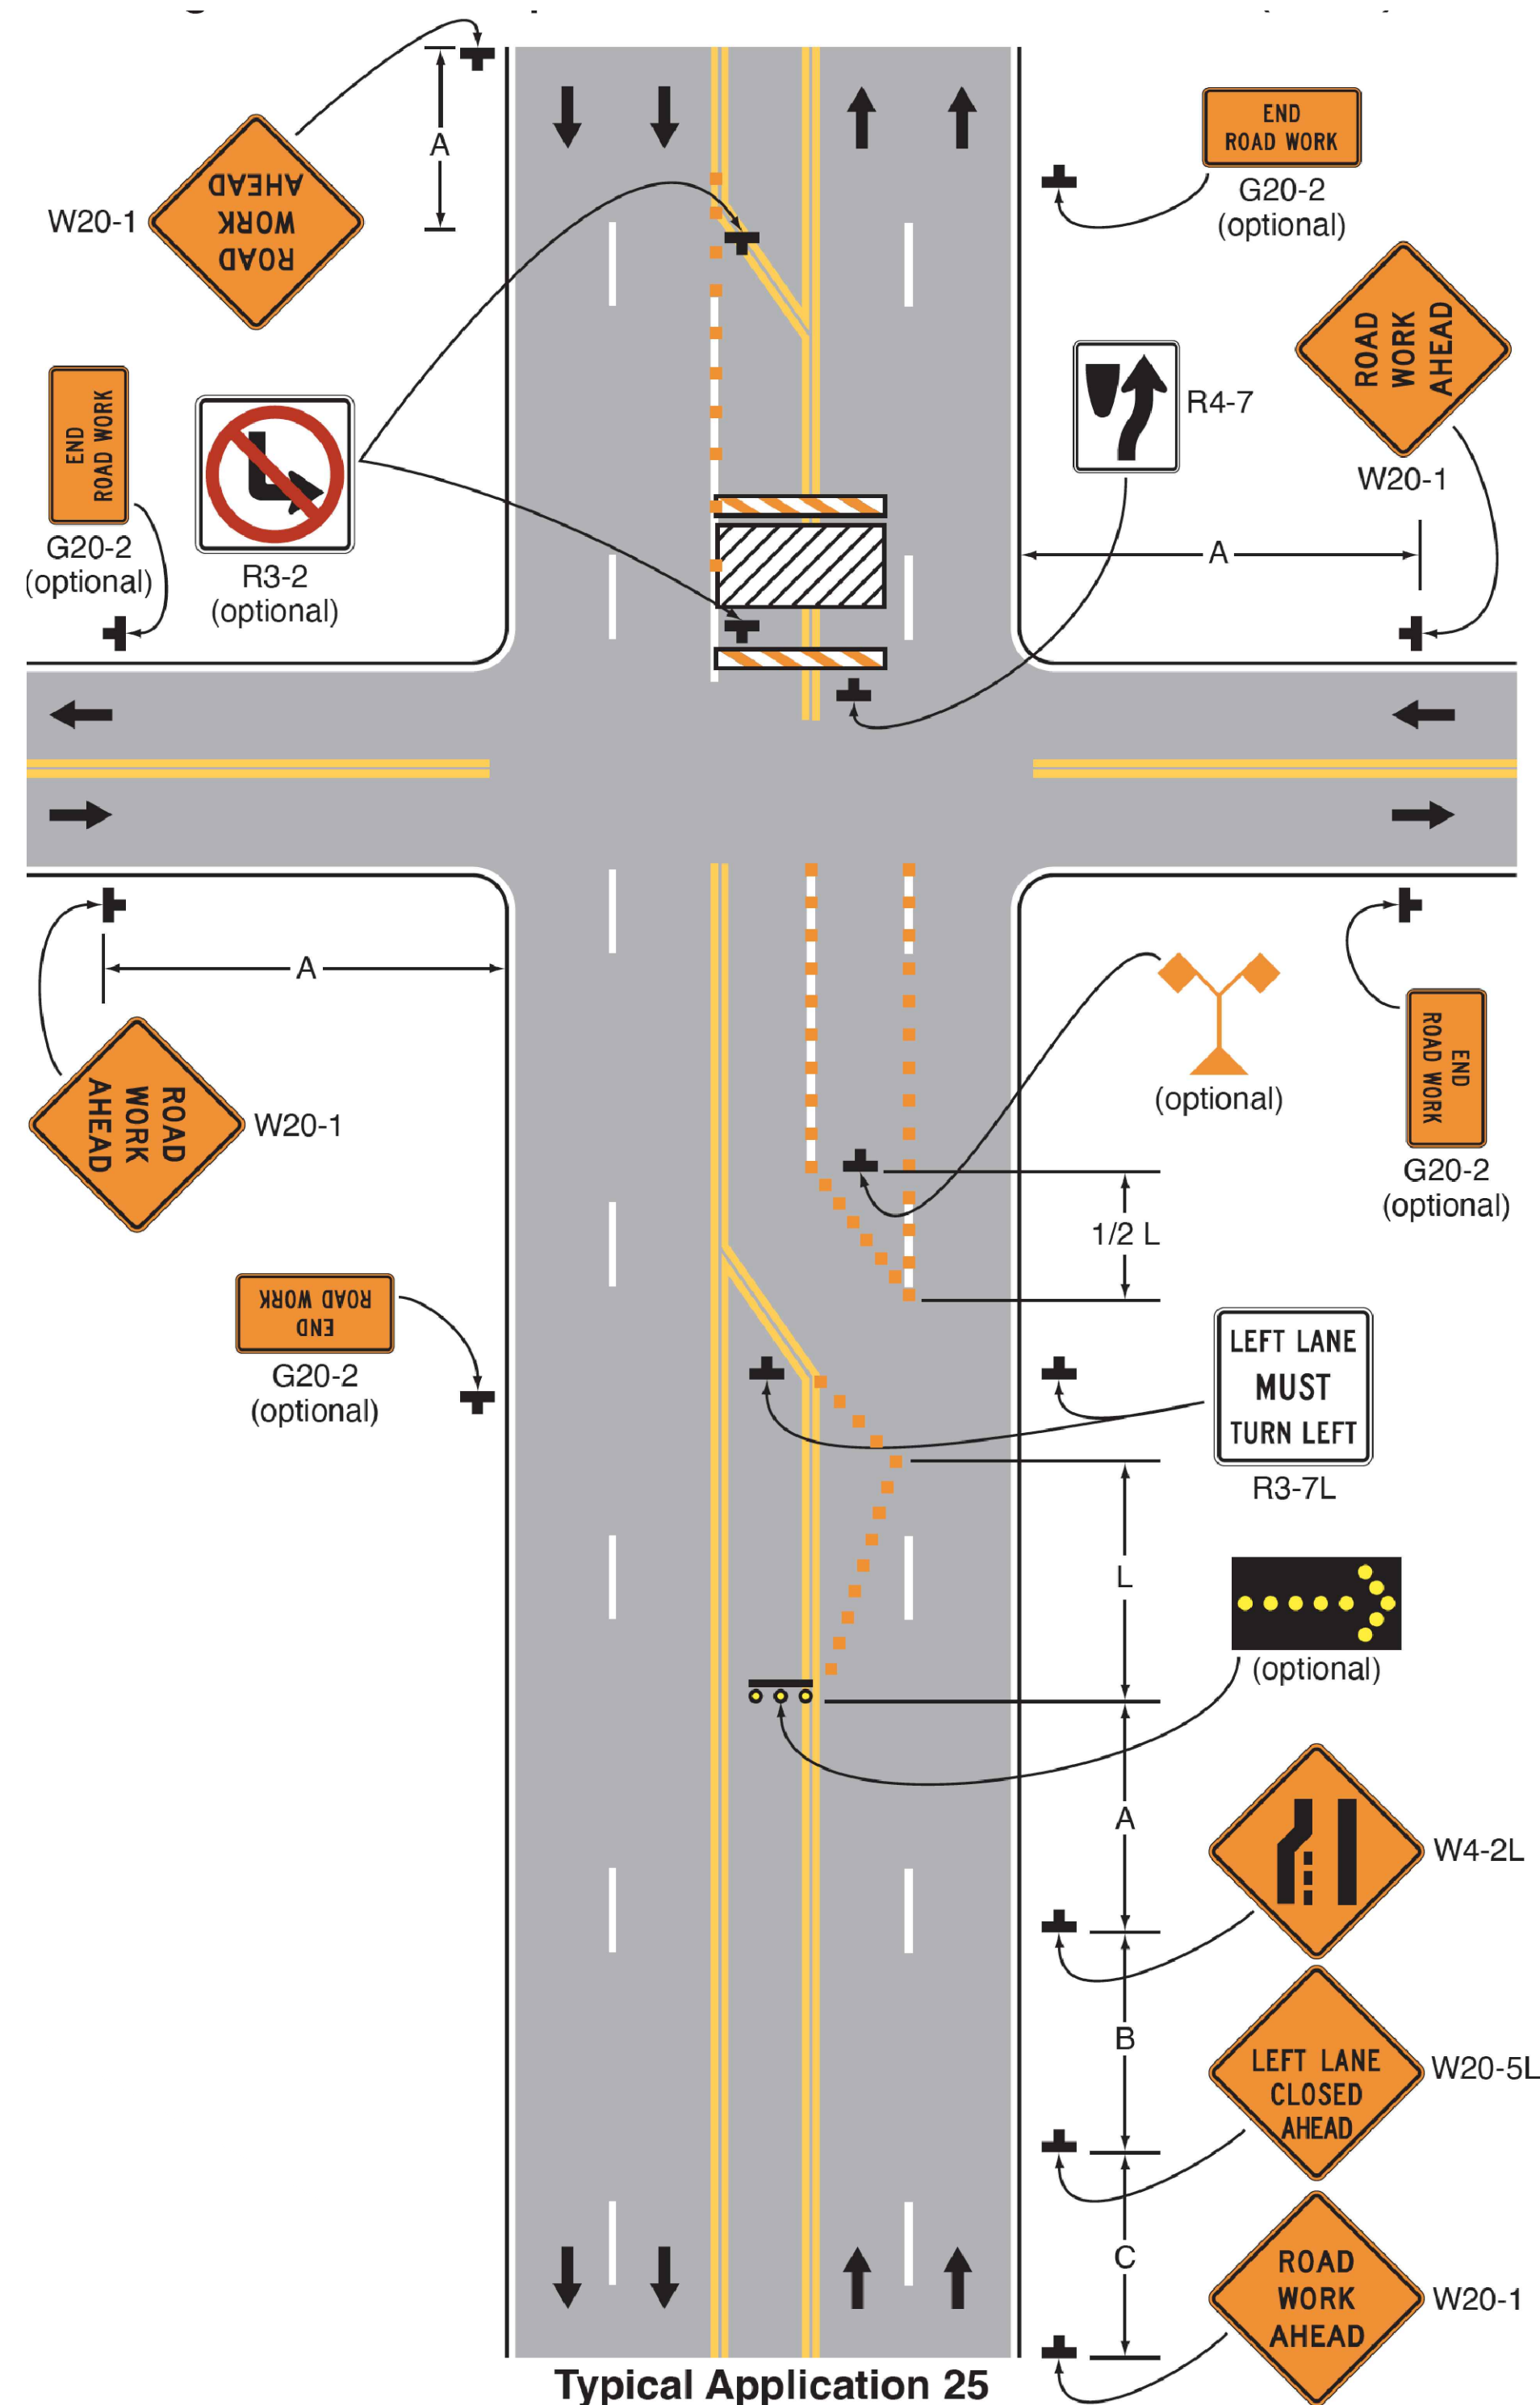 A
ROAD
WORK
AHEAD
W20-1
END
ROAD WORK
G20-2
(optional)
ROAD
WORK
AHEAD
W20-1
END
ROAD WORK
G20-2
(optional)
R3-2
(optional)
R4-7
A
A
ROAD
WORK
AHEAD
W20-1
(optional)
END
ROAD WORK
G20-2
(optional)
1/2 L
END
ROAD WORK
G20-2
(optional)
LEFT LANE
MUST
TURN LEFT
R3-7L
L
(optional)
A
W4-2L
B
LEFT LANE
CLOSED
AHEAD
W20-5L
C
ROAD
WORK
AHEAD
W20-1
Typical Application 25